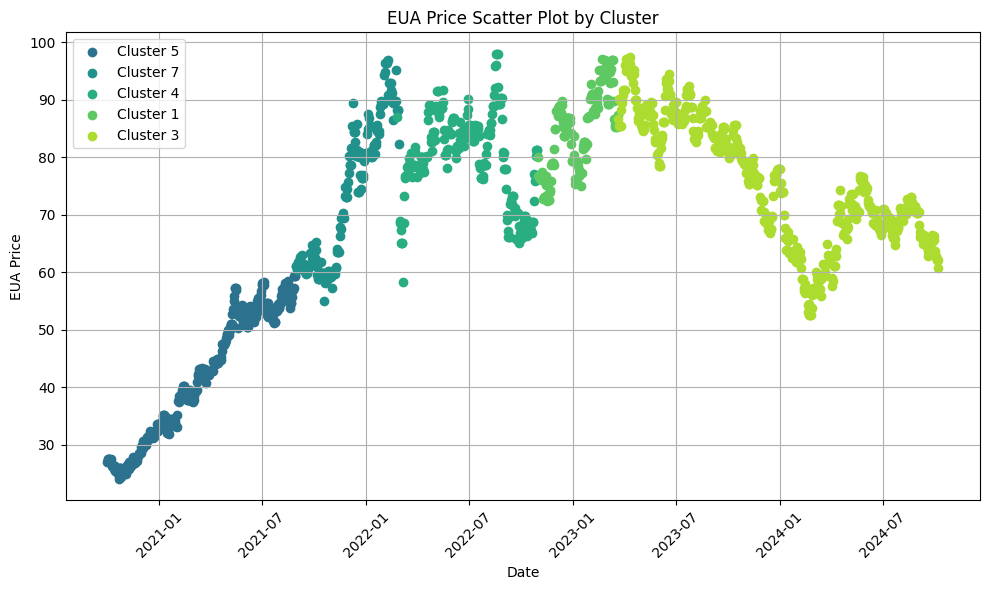 EUA Price Scatter Plot by Cluster
Cluster 5
Cluster 7
Cluster 4
Cluster 1
Cluster 3
EUA Price
100
90
80
70
60
50
40
30
2021-01
2021-07
2022-01
2022-07
2023-01
2023-07
2024-01
2024-07
Date